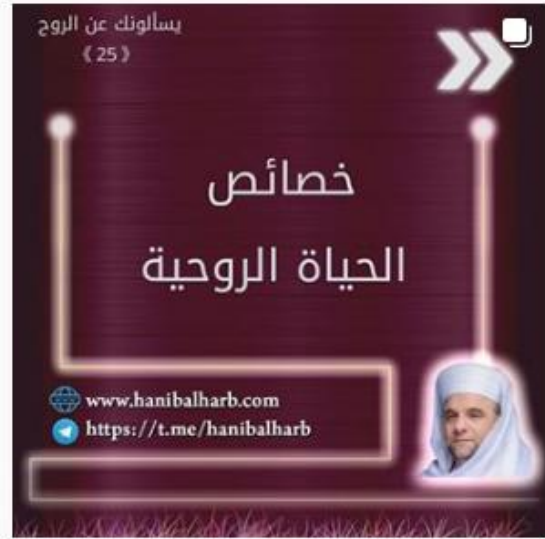 يسألونك عن الروح
﴿ 25 ﴾
خصائص
الحياة الروحية
www.hanibalharb.com
https://t.me/hanibalharb